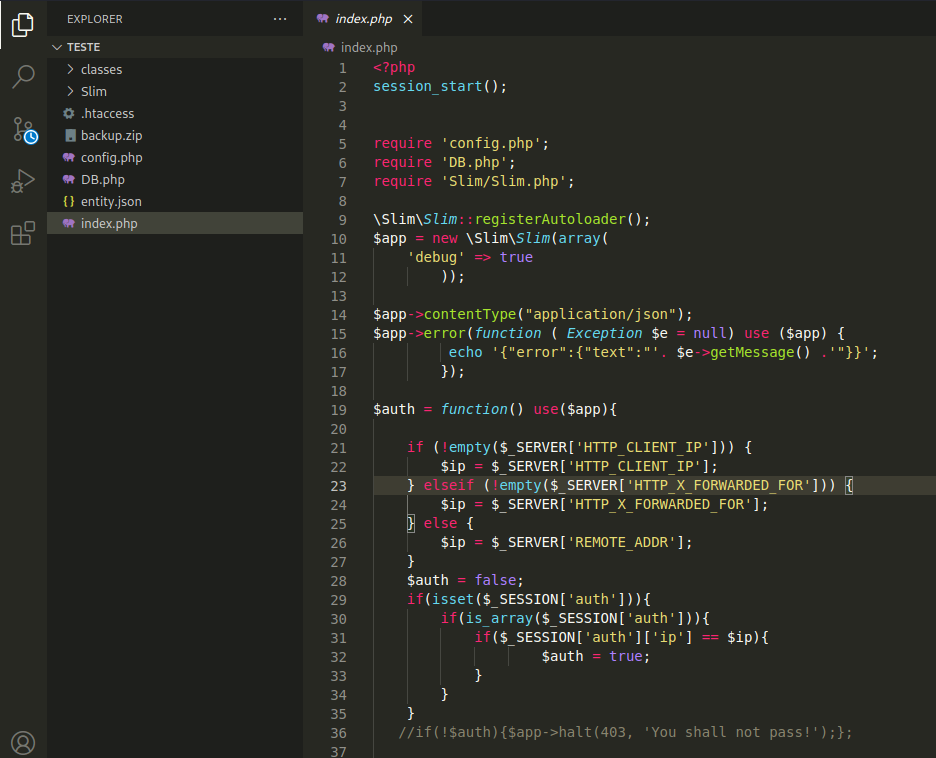 EXPLORER ···
TESTE
classes
Slim
.htaccess
backup.zip
config.php
DB.php
{} entity.json
index.php
index.php ×
index.php
1 <?php
2 session_start();
3
4
5 require 'config.php';
6 require 'DB.php';
7 require 'Slim/Slim.php';
8
9 \Slim\Slim::registerAutoloader();
10 $app = new \Slim\Slim(array(
11 'debug' => true
12 ));
13
14 $app->contentType("application/json");
15 $app->error(function ( Exception $e = null) use ($app) {
16 echo '{"error":{"text":"'. $e->getMessage() .'"}}';
17 });
18
19 $auth = function() use($app){
20
21 if (!empty($_SERVER['HTTP_CLIENT_IP'])) {
22 $ip = $_SERVER['HTTP_CLIENT_IP'];
23 } elseif (!empty($_SERVER['HTTP_X_FORWARDED_FOR'])) {
24 $ip = $_SERVER['HTTP_X_FORWARDED_FOR'];
25 } else {
26 $ip = $_SERVER['REMOTE_ADDR'];
27 }
28 $auth = false;
29 if(isset($_SESSION['auth'])){
30 if(is_array($_SESSION['auth'])){
31 if($_SESSION['auth']['ip'] == $ip){
32 $auth = true;
33 }
34 }
35 }
36 //if(!$auth){$app->halt(403, 'You shall not pass!');};
37